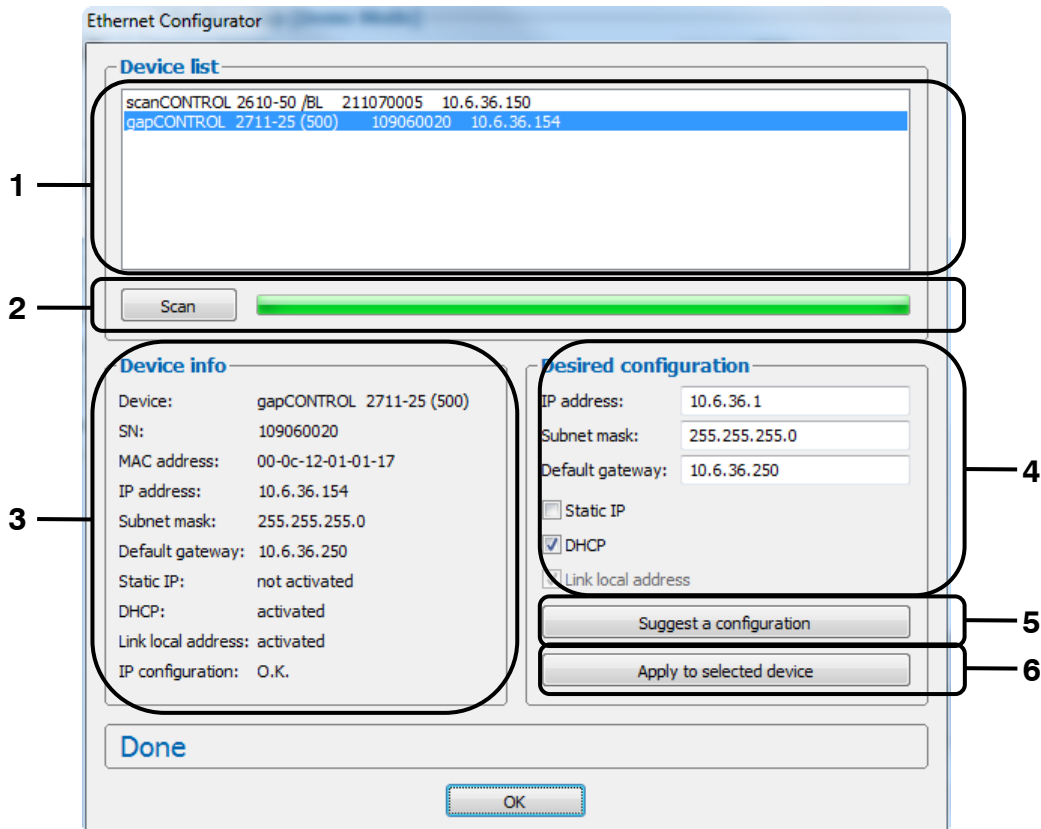 Ethernet Configurator
Device list
scanCONTROL 2610-50 /BL 211070005 10.6.36.150
gapCONTROL 2711-25 (500) 109060020 10.6.36.154
1
Scan
2
Device info
Device: gapCONTROL 2711-25 (500)
SN: 109060020
MAC address: 00-0c-12-01-01-17
IP address: 10.6.36.154
Subnet mask: 255.255.255.0
Default gateway: 10.6.36.250
Static IP: not activated
DHCP: activated
Link local address: activated
IP configuration: O.K.
3
Desired configuration
IP address: 10.6.36.1
Subnet mask: 255.255.255.0
Default gateway: 10.6.36.250
Static IP
DHCP
Link local address
4
Suggest a configuration
5
Apply to selected device
6
Done
OK